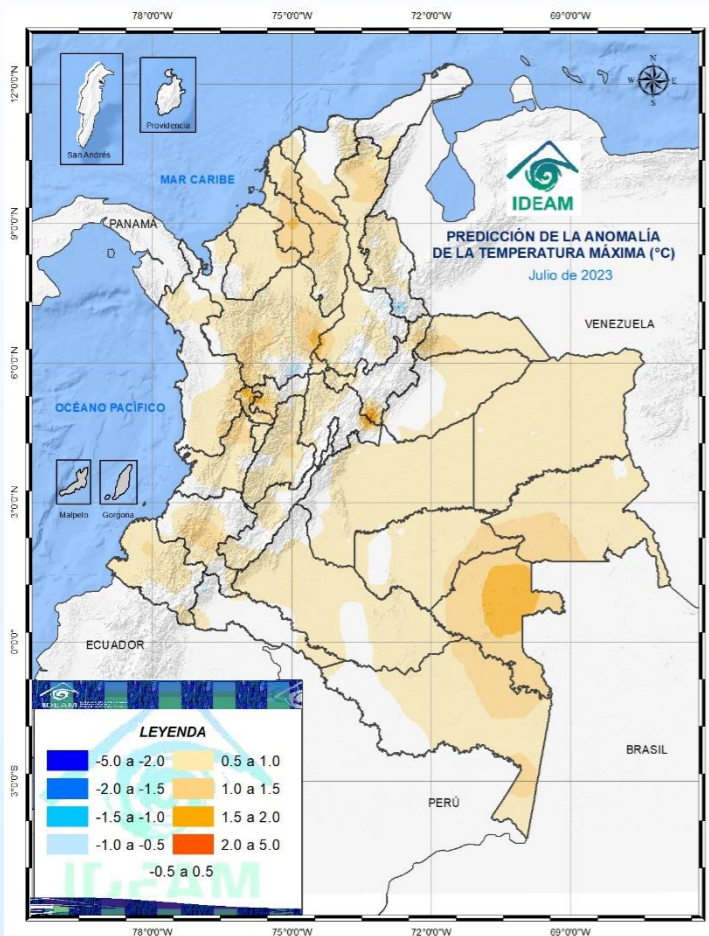 78°0'0"W 75°0'0"W 72°0'0"W 69°0'0"W
12°0'0"N
9°0'0"N
6°0'0"N
3°0'0"N
0°0'0"
3°0'0"S
N
W E
S
San Andrés
Providencia
MAR CARIBE
IDEAM
PANAMÁ
PREDICCIÓN DE LA ANOMALÍA
DE LA TEMPERATURA MÁXIMA (°C)
Julio de 2023
VENEZUELA
OCÉANO PACÍFICO
Malpelo
Gorgona
ECUADOR
BRASIL
PERÚ
IDEAM
LEYENDA
-5.0 a -2.0 0.5 a 1.0
-2.0 a -1.5 1.0 a 1.5
-1.5 a -1.0 1.5 a 2.0
-1.0 a -0.5 2.0 a 5.0
-0.5 a 0.5
IDEAM
78°0'0"W 75°0'0"W 72°0'0"W 69°0'0"W